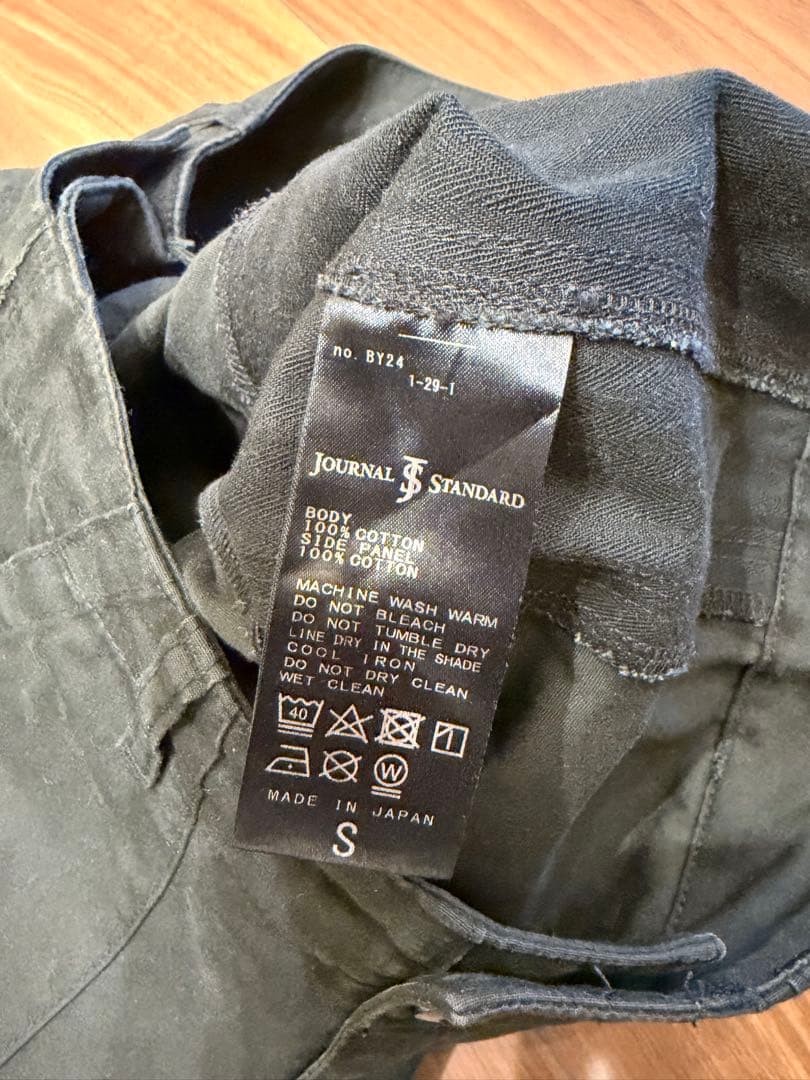 no. BY24
1-29-1
JOURNAL JS STANDARD
BODY
100% COTTON
SIDE PANEL
100% COTTON
MACHINE WASH WARM
DO NOT BLEACH
DO NOT TUMBLE DRY
LINE DRY IN THE SHADE
COOL IRON
DO NOT DRY CLEAN
WET CLEAN
40
W
MADE IN JAPAN
S